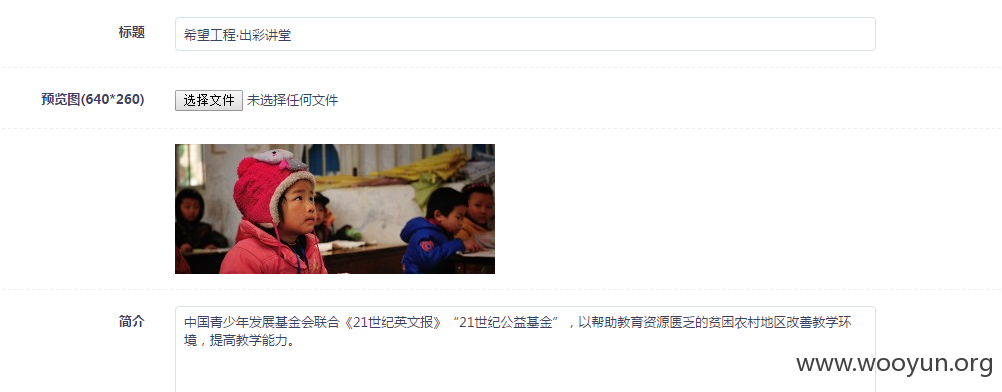 标题
希望工程·出彩讲堂
预览图(640*260)
选择文件 未选择任何文件
简介
中国青少年发展基金会联合《21世纪英文报》“21世纪公益基金”，以帮助教育资源匮乏的贫困农村地区改善教学环
境，提高教学能力。
www.wooyun.org